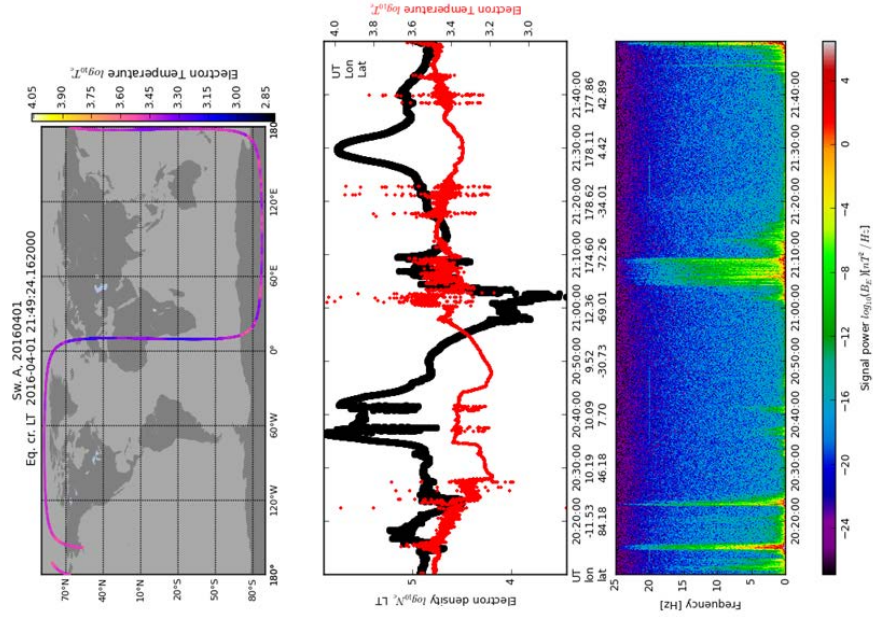 Sw. A, 20160401
Eq. cr. LT 2016-04-01 21:49:24.162000
70°N
40°N
10°N
20°S
50°S
80°S
180°
120°W
60°W
0°
60°E
120°E
180°
4.05
3.90
3.75
3.60
3.45
3.30
3.15
3.00
2.85
Electron Temperature log₁₀Tₑ
Electron density log₁₀Nₑ LT
5
4
Electron Temperature log₁₀Tₑ
4.0
3.8
3.6
3.4
3.2
3.0
UT
Lon
Lat
UT 20:20:00 20:30:00 20:40:00 20:50:00 21:00:00 21:10:00 21:20:00 21:30:00 21:40:00
lon -11.53 10.19 10.09 9.52 12.36 174.60 178.62 178.11 177.86
lat 84.18 46.18 7.70 -30.73 -69.01 -72.26 -34.01 4.42 42.89
Frequency [Hz]
25
20
15
10
5
0
20:20:00 20:30:00 20:40:00 20:50:00 21:00:00 21:10:00 21:20:00 21:30:00 21:40:00
-24 -20 -16 -12 -8 -4 0 4
Signal power log₁₀(B_E)[nT²/Hz]